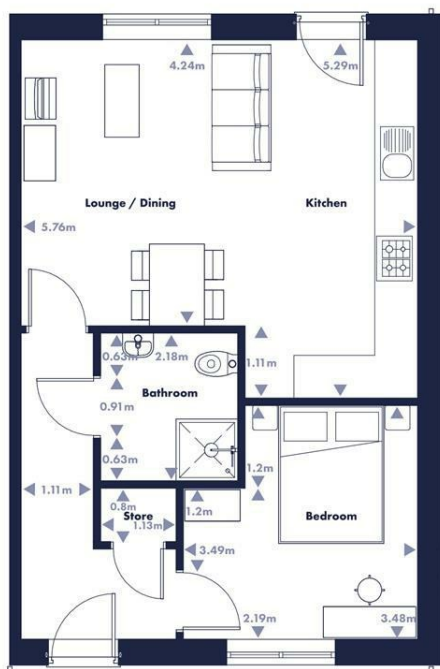 4.24m
5.29m
Lounge / Dining
Kitchen
5.76m
0.63m
2.18m
1.11m
Bathroom
0.91m
0.63m
1.2m
1.11m
0.8m
Store
1.13m
1.2m
Bedroom
3.49m
2.19m
3.48m